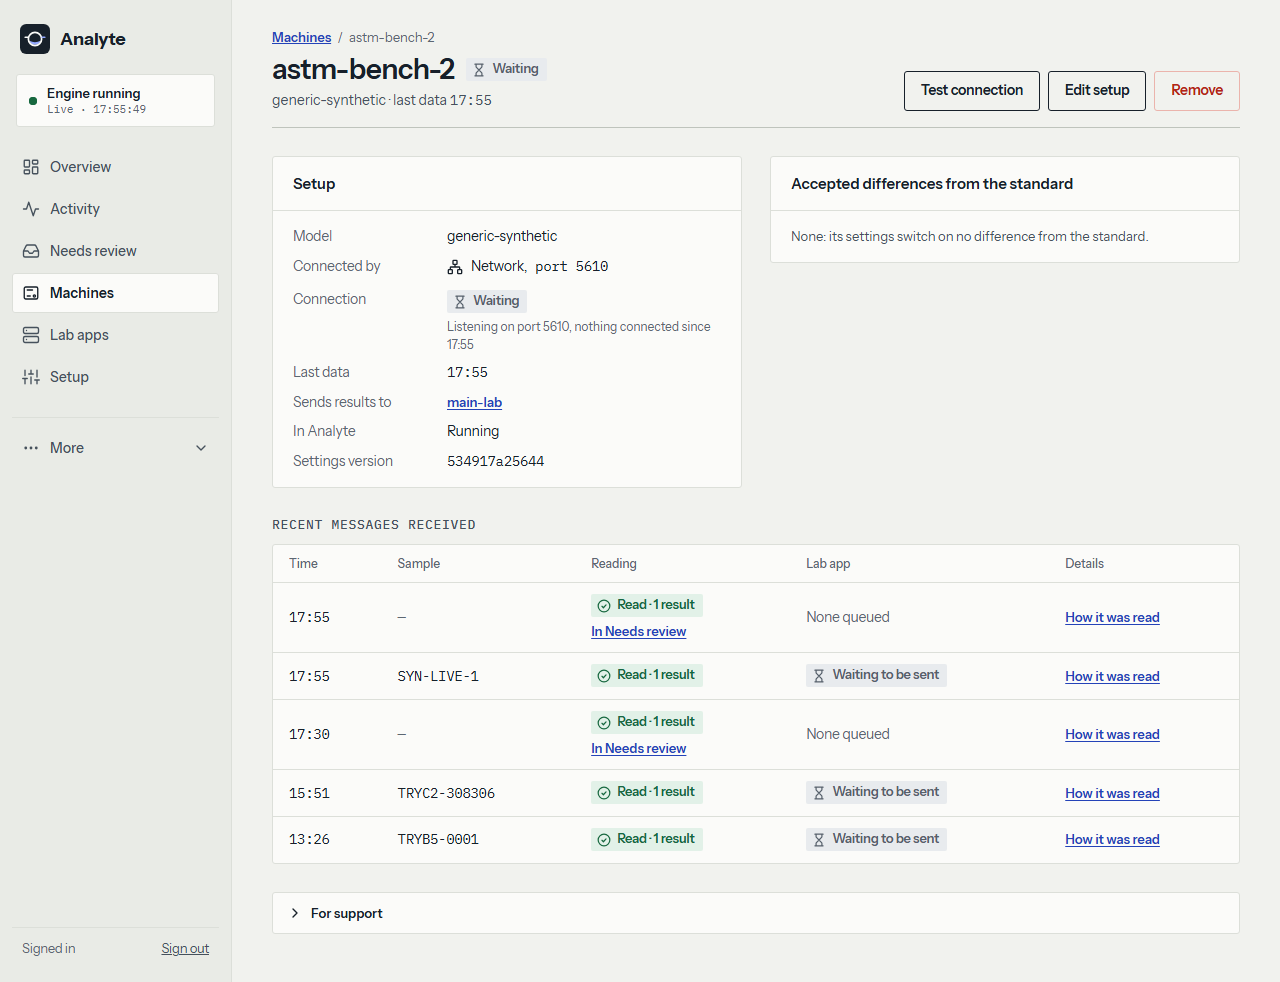 Analyte
Engine running
Live · 17:55:49
Overview
Activity
Needs review
Machines
Lab apps
Setup
More
Signed in
Sign out
Machines / astm-bench-2
astm-bench-2 Waiting
generic-synthetic · last data 17:55
Test connection
Edit setup
Remove
Setup
Model generic-synthetic
Connected by Network, port 5610
Connection Waiting
Listening on port 5610, nothing connected since
17:55
Last data 17:55
Sends results to main-lab
In Analyte Running
Settings version 534917a25644
Accepted differences from the standard
None: its settings switch on no difference from the standard.
RECENT MESSAGES RECEIVED
Time Sample Reading Lab app Details
17:55 — Read · 1 result None queued How it was read
In Needs review
17:55 SYN-LIVE-1 Read · 1 result Waiting to be sent How it was read
17:30 — Read · 1 result None queued How it was read
In Needs review
15:51 TRYC2-308306 Read · 1 result Waiting to be sent How it was read
13:26 TRYB5-0001 Read · 1 result Waiting to be sent How it was read
For support